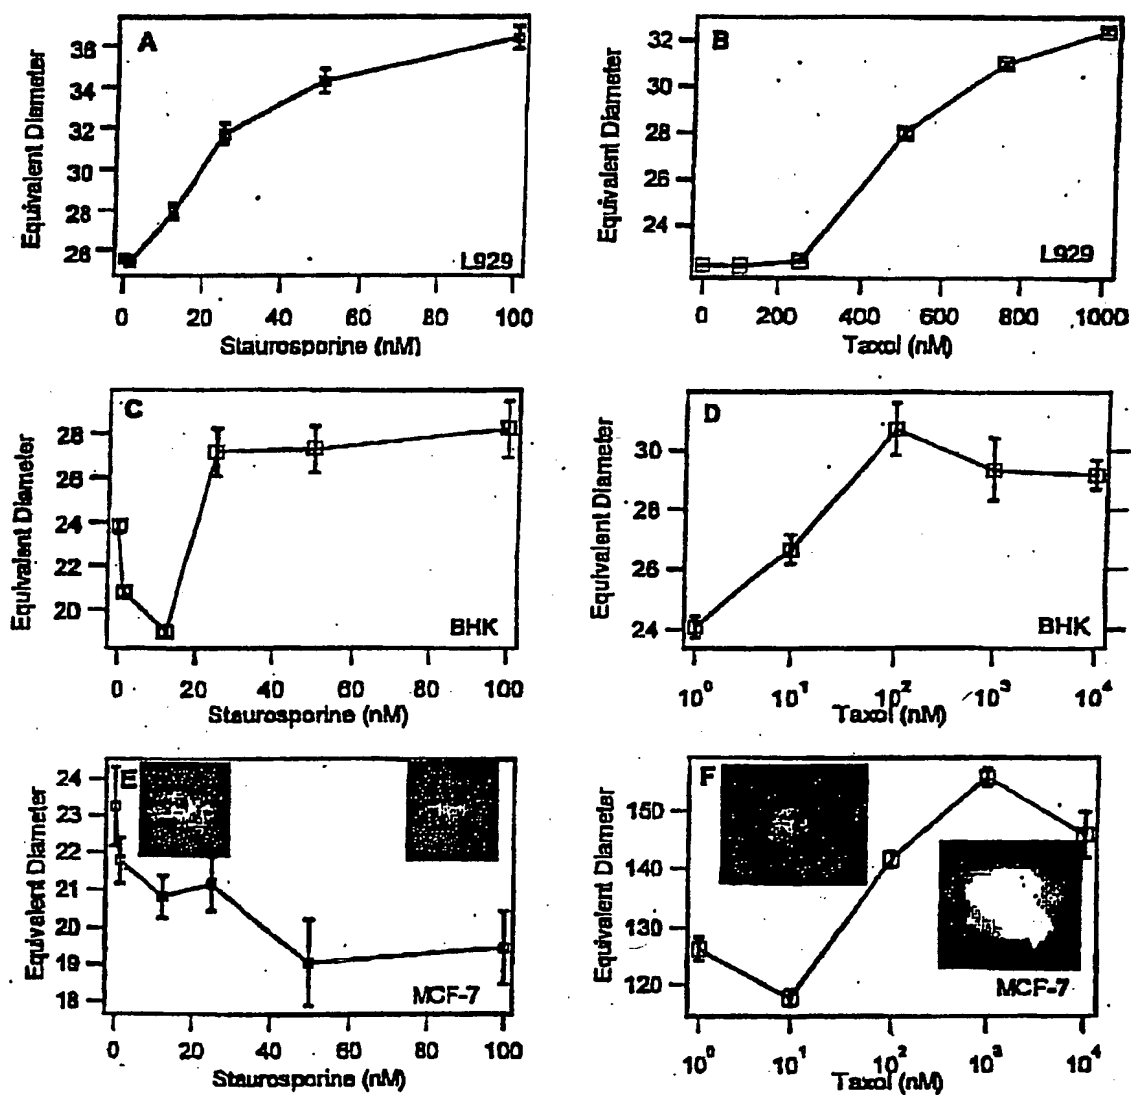 A
Equivalent Diameter
36
34
32
30
28
26
L929
0 20 40 60 80 100
Staurosporine (nM)
B
Equivalent Diameter
32
30
28
26
24
L929
0 200 400 600 800 1000
Taxol (nM)
C
Equivalent Diameter
28
26
24
22
20
BHK
0 20 40 60 80 100
Staurosporine (nM)
D
Equivalent Diameter
30
28
26
24
BHK
10⁰ 10¹ 10² 10³ 10⁴
Taxol (nM)
E
Equivalent Diameter
24
23
22
21
20
19
18
MCF-7
0 20 40 60 80 100
Staurosporine (nM)
F
Equivalent Diameter
150
140
130
120
MCF-7
10⁰ 10¹ 10² 10³ 10⁴
Taxol (nM)